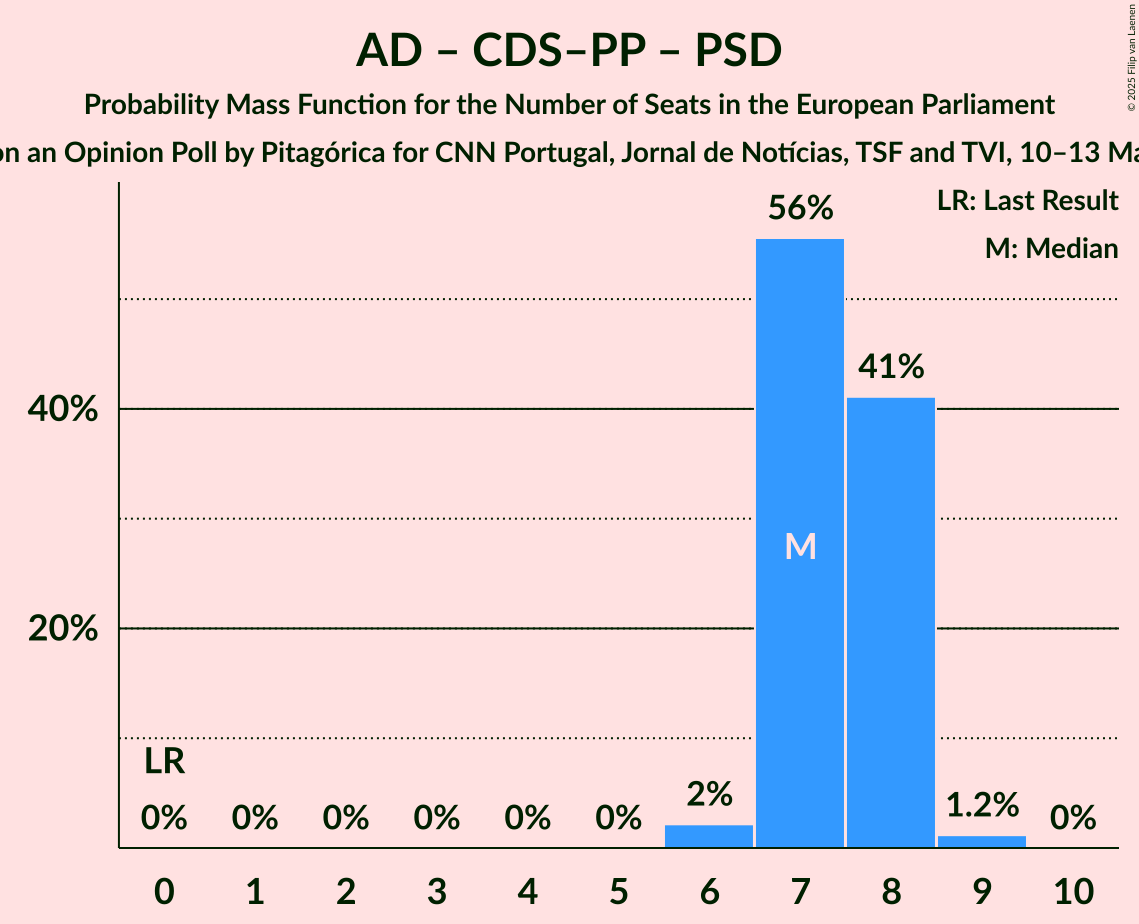 AD – CDS–PP – PSD
Probability Mass Function for the Number of Seats in the European Parliament
on an Opinion Poll by Pitagórica for CNN Portugal, Jornal de Notícias, TSF and TVI, 10–13 Ma
© 2025 Filip van Laenen
LR: Last Result
M: Median
56%
41%
40%
M
20%
LR
0% 0% 0% 0% 0% 0% 2% 1.2% 0%
0 1 2 3 4 5 6 7 8 9 10